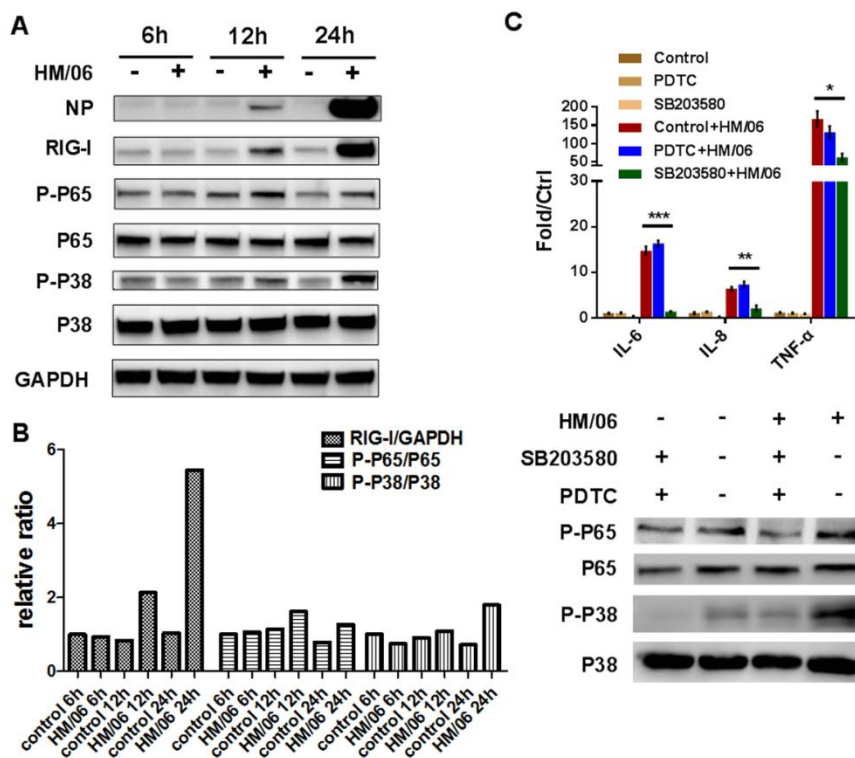 A
6h 12h 24h
HM/06 - + - + - +
NP
RIG-I
P-P65
P65
P-P38
P38
GAPDH
B
RIG-I/GAPDH
P-P65/P65
P-P38/P38
relative ratio
6
4
2
0
control 6h
HM/06 6h
control 12h
HM/06 12h
control 24h
HM/06 24h
control 6h
HM/06 6h
control 12h
HM/06 12h
control 24h
HM/06 24h
control 6h
HM/06 6h
control 12h
HM/06 12h
control 24h
HM/06 24h
C
Control
PDTC
SB203580
Control+HM/06
PDTC+HM/06
SB203580+HM/06
Fold/Ctrl
200
150
100
50
30
20
10
0
***
**
*
IL-6
IL-8
TNF-α
HM/06 - - + +
SB203580 + - + -
PDTC + - + -
P-P65
P65
P-P38
P38